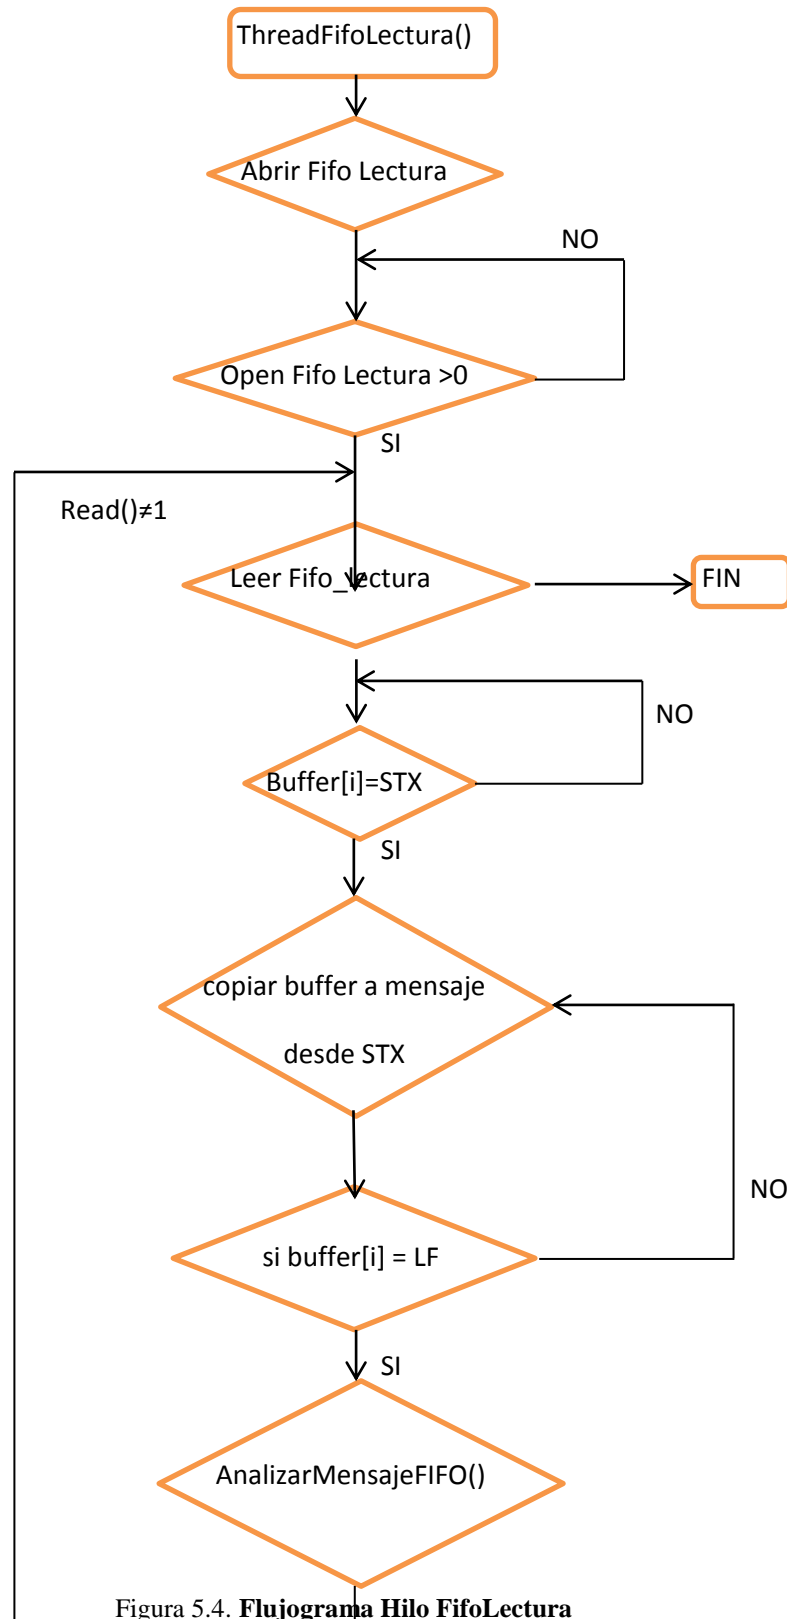 ThreadFifoLectura()
Abrir Fifo Lectura
NO
Open Fifo Lectura >0
SI
Read()≠1
Leer Fifo_lectura
FIN
NO
Buffer[i]=STX
SI
copiar buffer a mensaje
desde STX
NO
si buffer[i] = LF
SI
AnalizarMensajeFIFO()
Figura 5.4. Flujograma Hilo FifoLectura